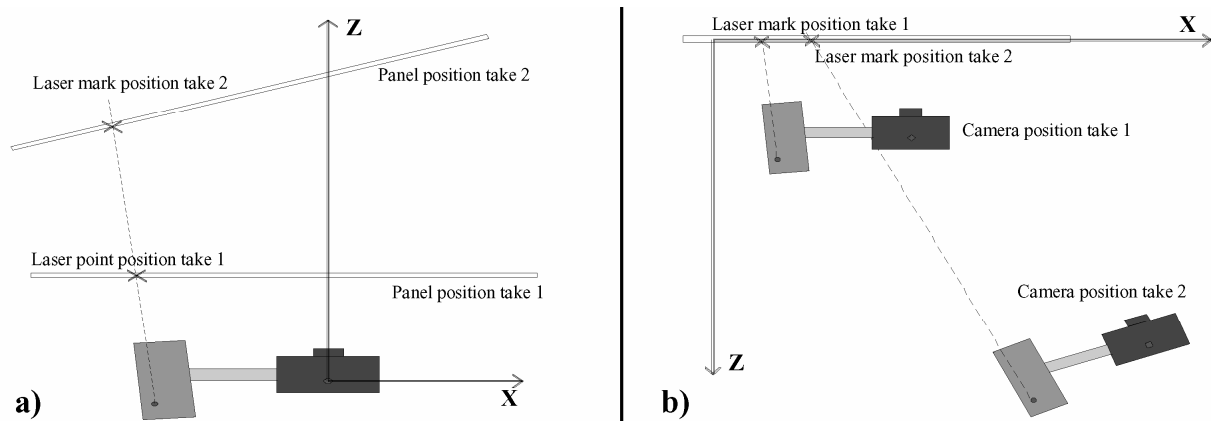 Z
Panel position take 2
Laser mark position take 2
Laser point position take 1
Panel position take 1
X
a)
Laser mark position take 1
X
Laser mark position take 2
Camera position take 1
Camera position take 2
Z
b)